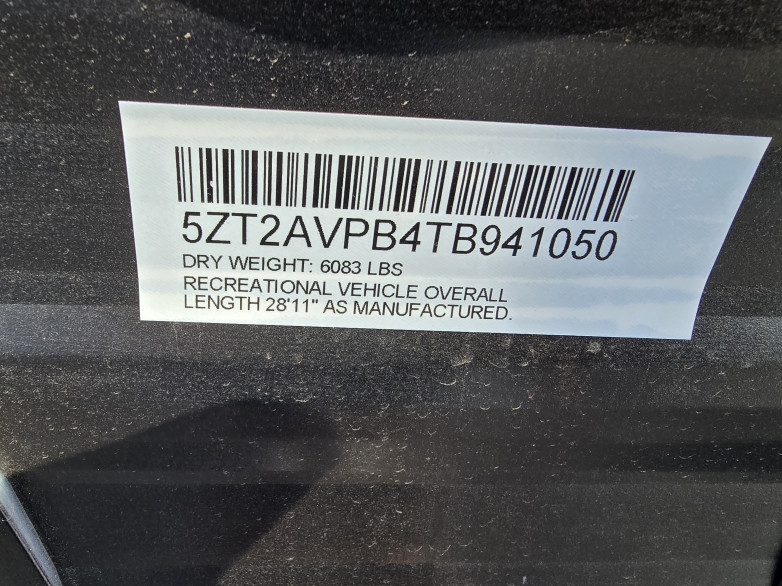 5ZT2AVPB4TB941050
DRY WEIGHT: 6083 LBS
RECREATIONAL VEHICLE OVERALL
LENGTH 28'11" AS MANUFACTURED.